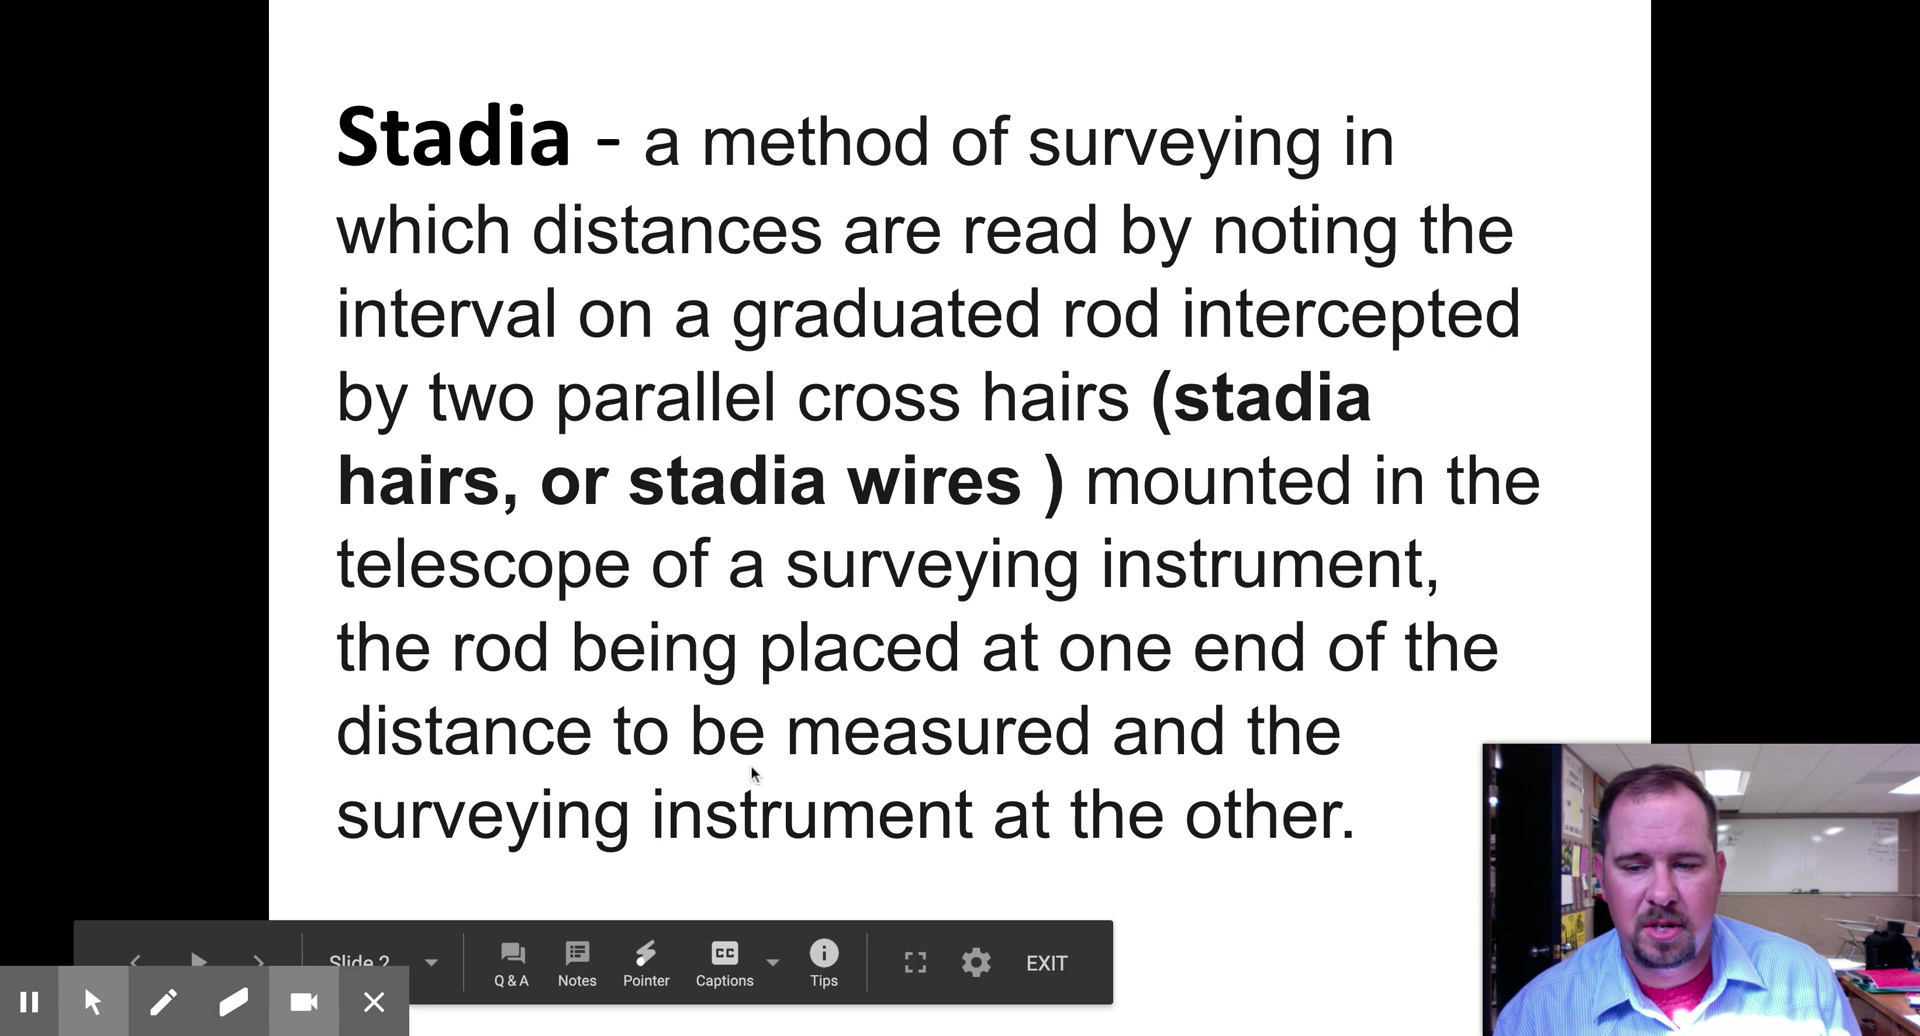 Stadia - a method of surveying in
which distances are read by noting the
interval on a graduated rod intercepted
by two parallel cross hairs (stadia
hairs, or stadia wires ) mounted in the
telescope of a surveying instrument,
the rod being placed at one end of the
distance to be measured and the
surveying instrument at the other.
Slide 2
Q & A Notes Pointer Captions Tips EXIT
CC